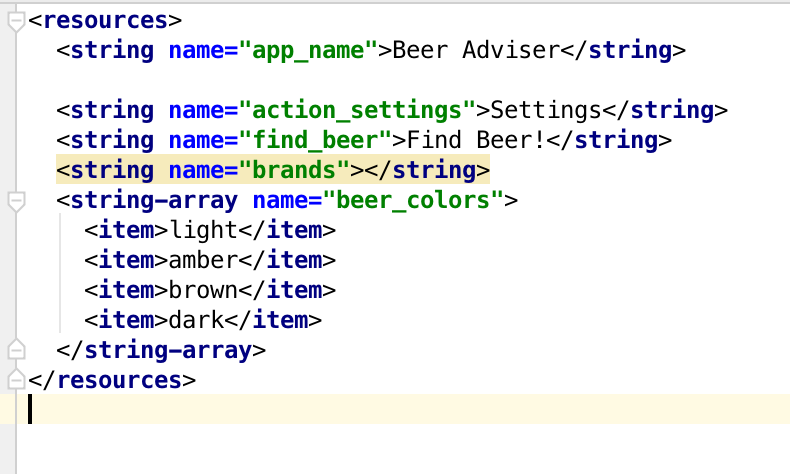 <resources>
<string name="app_name">Beer Adviser</string>
<string name="action_settings">Settings</string>
<string name="find_beer">Find Beer!</string>
<string name="brands"></string>
<string-array name="beer_colors">
<item>light</item>
<item>amber</item>
<item>brown</item>
<item>dark</item>
</string-array>
</resources>